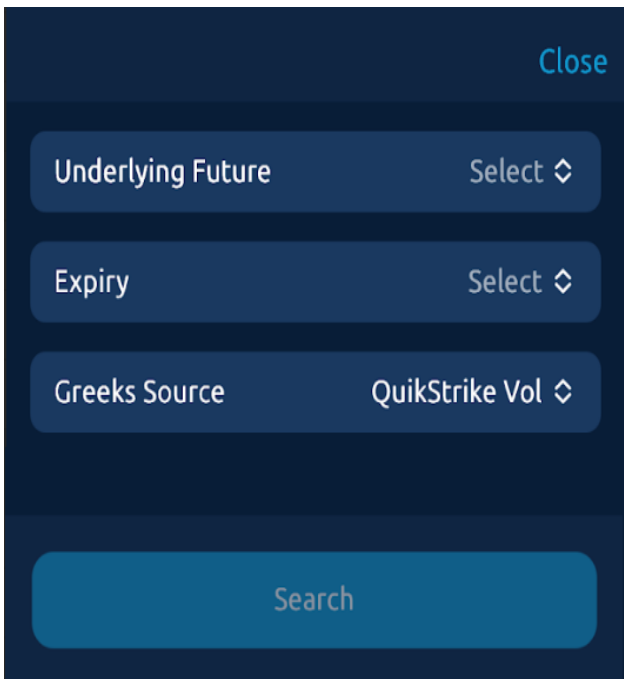 Close
Underlying Future Select
Expiry Select
Greeks Source QuikStrike Vol
Search